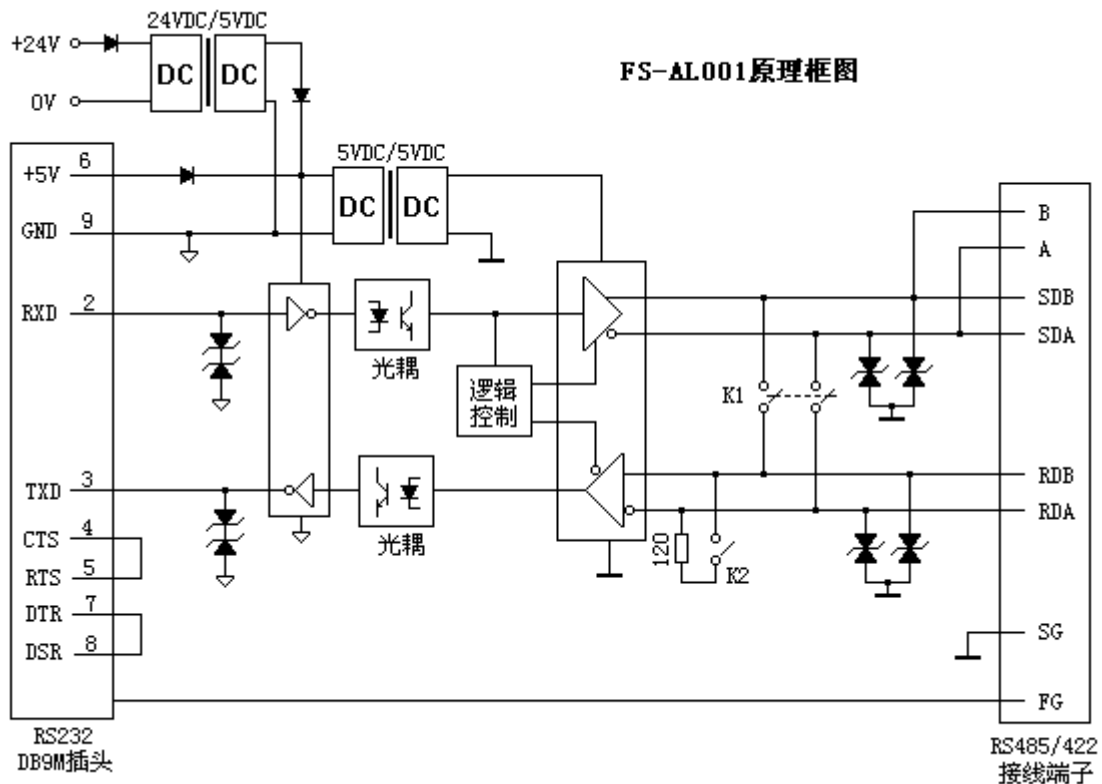 24VDC/5VDC
+24V
DC
DC
FS-AL001原理框图
0V
6
+5V
5VDC/5VDC
DC
DC
9
GND
B
A
2
RXD
SDB
SDA
光耦
逻辑
控制
K1
3
TXD
RDB
RDA
4
CTS
光耦
120
K2
5
RTS
7
DTR
8
DSR
SG
FG
RS232
DB9M插头
RS485/422
接线端子